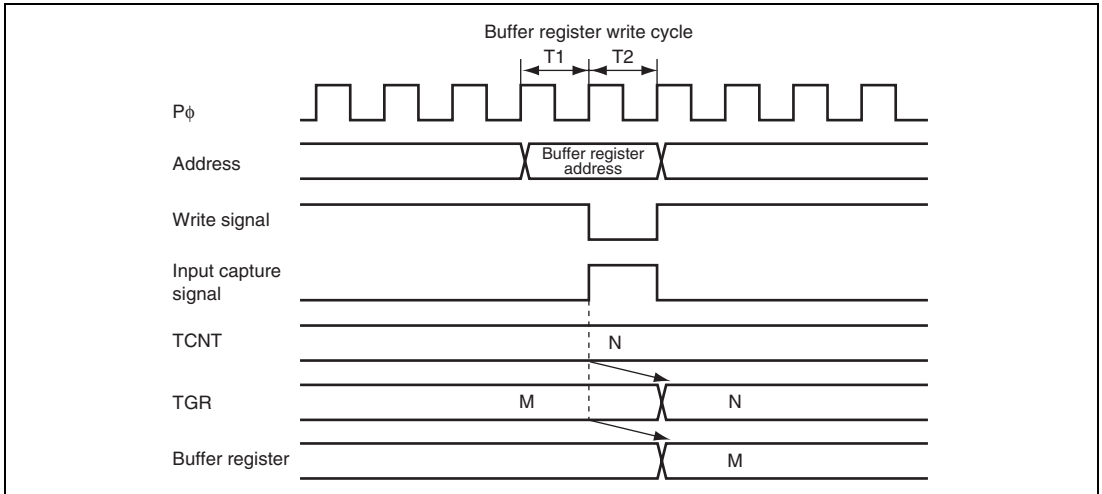 Buffer register write cycle
T1 T2
Pϕ
Buffer register
Address address
Write signal
Input capture
signal
TCNT N
TGR M N
Buffer register M